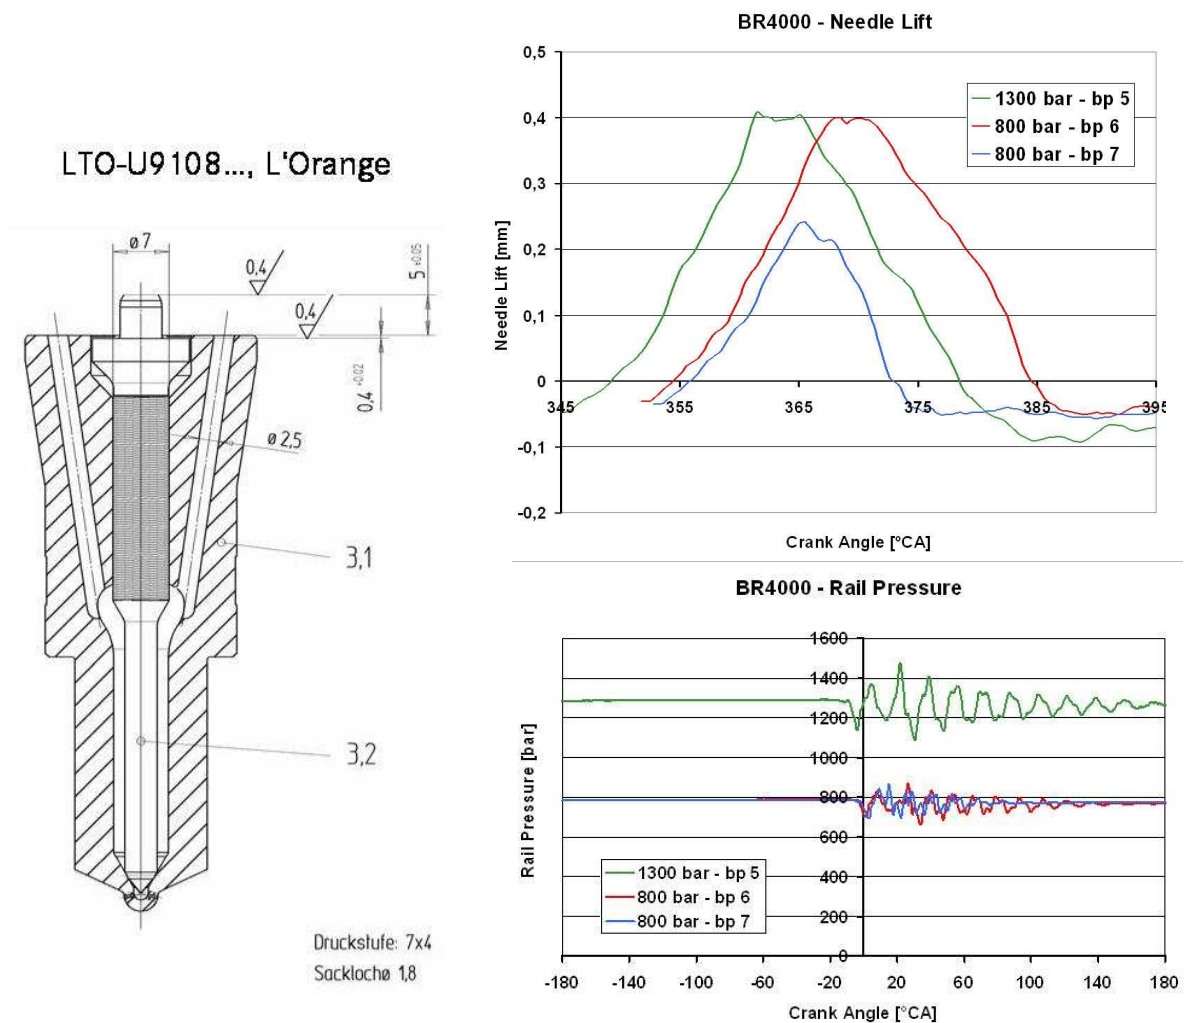 LTO-U9108..., L'Orange
ø7
0,4
0,4
5 +0.05
0,4 +0.02
ø2,5
3,1
3,2
Druckstufe: 7x4
Sacklochø 1,8
BR4000 - Needle Lift
0,5
0,4
0,3
0,2
0,1
0
-0,1
-0,2
Needle Lift [mm]
1300 bar - bp 5
800 bar - bp 6
800 bar - bp 7
345 355 365 375 385 395
Crank Angle [°CA]
BR4000 - Rail Pressure
1600
1400
1200
1000
800
600
400
200
0
Rail Pressure [bar]
1300 bar - bp 5
800 bar - bp 6
800 bar - bp 7
-180 -140 -100 -60 -20 20 60 100 140 180
Crank Angle [°CA]